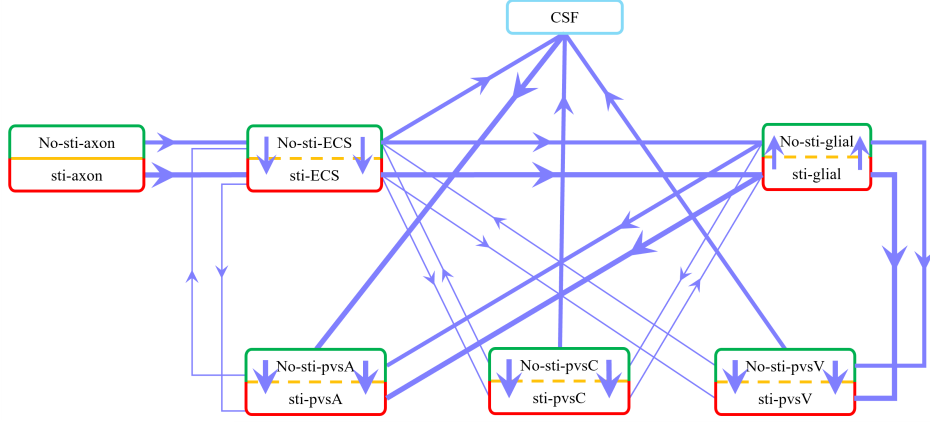 CSF
No-sti-axon
sti-axon
No-sti-ECS
sti-ECS
No-sti-glial
sti-glial
No-sti-pvsA
sti-pvsA
No-sti-pvsC
sti-pvsC
No-sti-pvsV
sti-pvsV